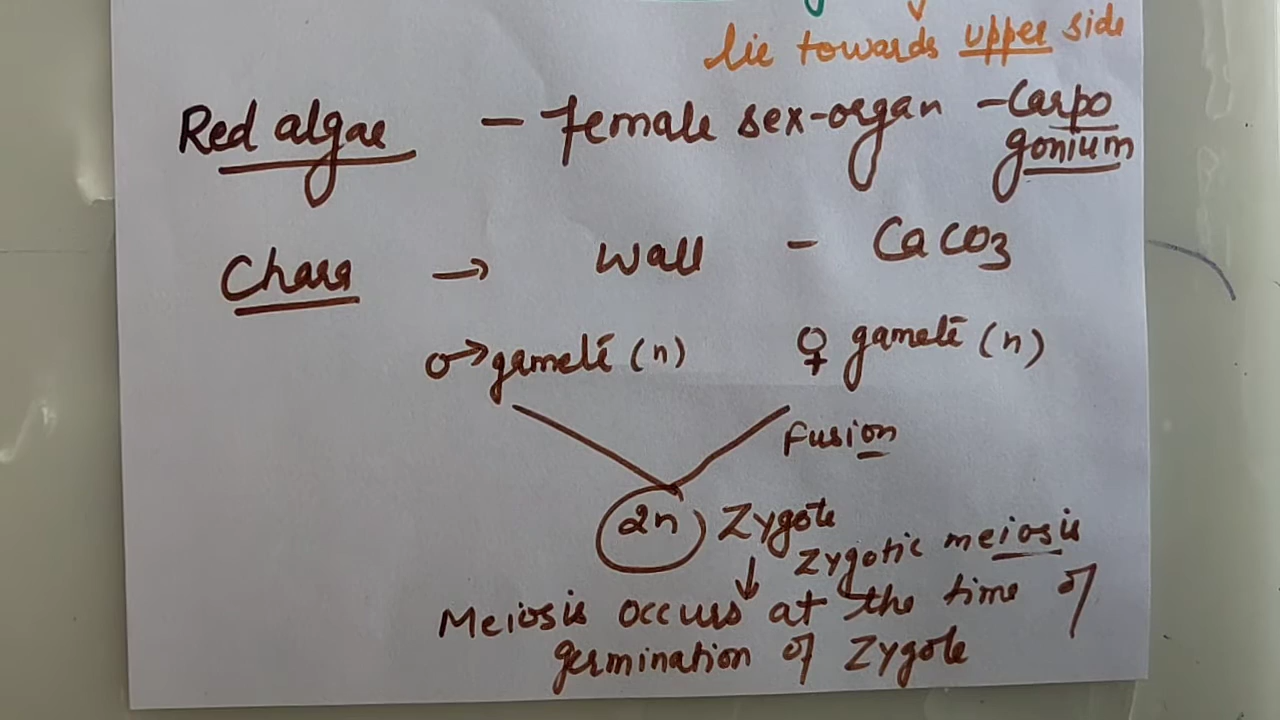 lie towards upper side
Red algae - female sex-organ - Carpo
gonium
Chara → wall - CaCO3
♂ gamete (n) ♀ gamete (n)
Fusion
2n Zygote
Zygotic meiosis
↓
Meiosis occurs at the time of
germination of Zygote